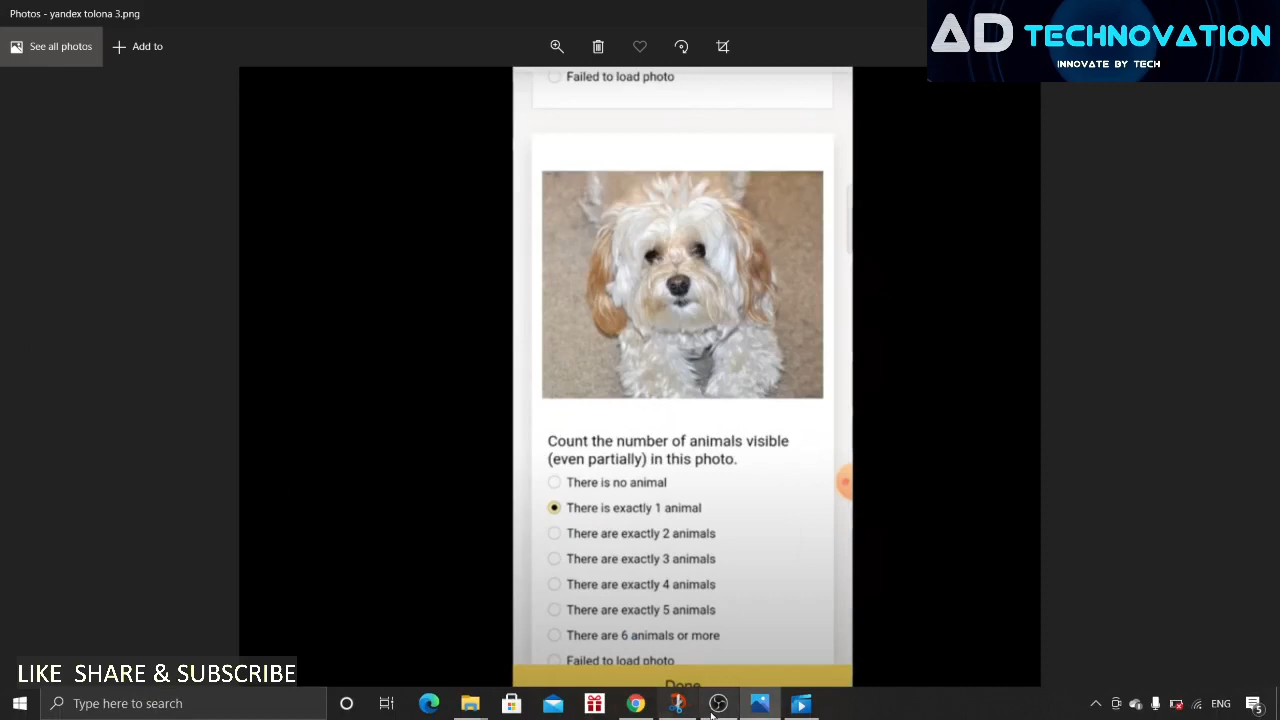 Photos - yandex tolona 3.png
See all photos
Add to
AD TECHNOVATION
INNOVATE BY TECH
Failed to load photo
Count the number of animals visible
(even partially) in this photo.
There is no animal
There is exactly 1 animal
There are exactly 2 animals
There are exactly 3 animals
There are exactly 4 animals
There are exactly 5 animals
There are 6 animals or more
Failed to load photo
Done
LIKE SHARE & SUBSCRIBE
Type here to search
ENG
5